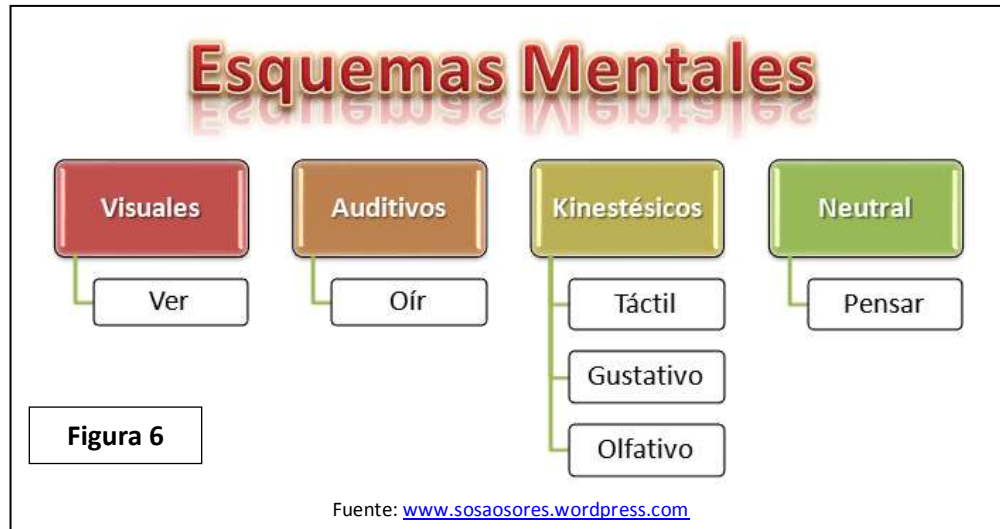 Esquemas Mentales
Visuales
Ver
Auditivos
Oír
Kinestésicos
Táctil
Gustativo
Olfativo
Neutral
Pensar
Figura 6
Fuente: www.sosaosores.wordpress.com